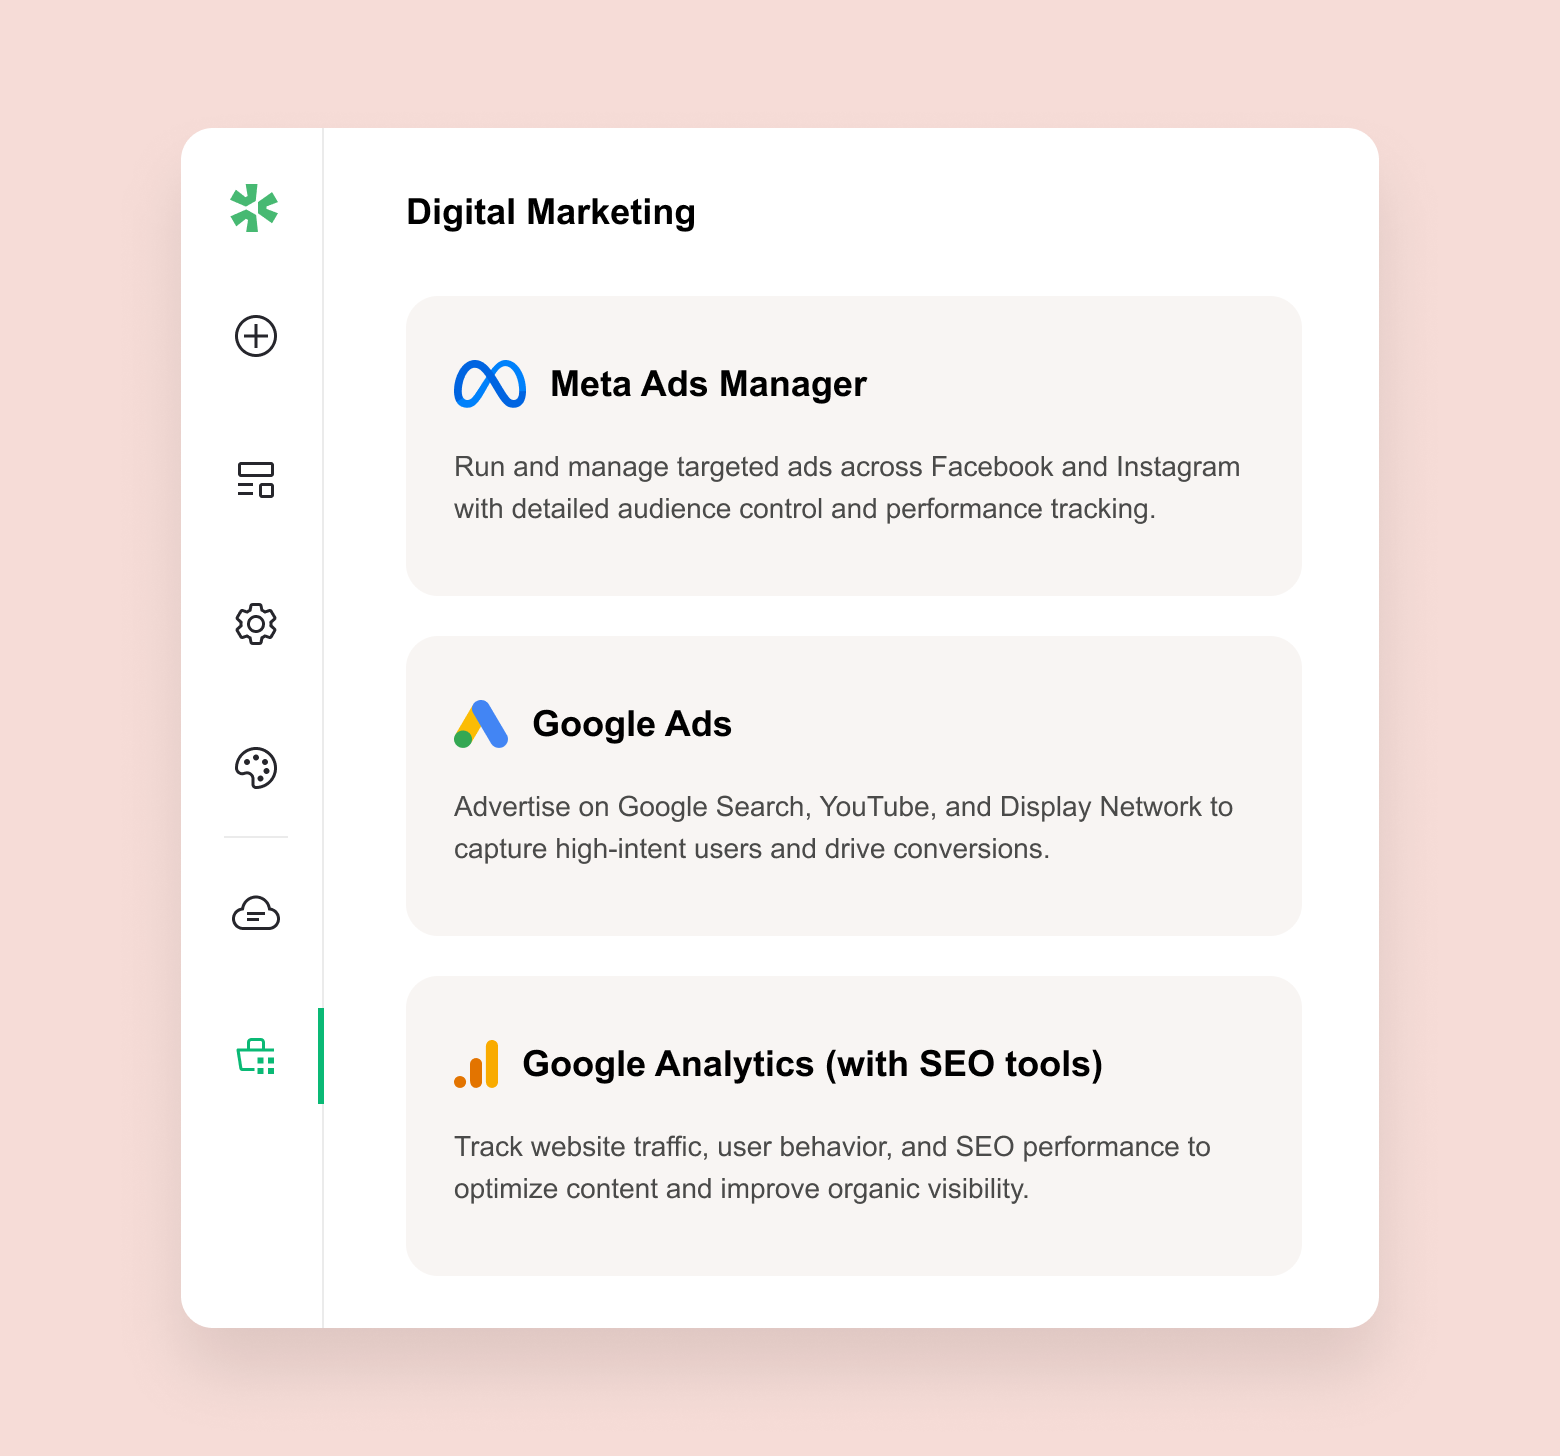 Digital Marketing
Meta Ads Manager
Run and manage targeted ads across Facebook and Instagram
with detailed audience control and performance tracking.
Google Ads
Advertise on Google Search, YouTube, and Display Network to
capture high-intent users and drive conversions.
Google Analytics (with SEO tools)
Track website traffic, user behavior, and SEO performance to
optimize content and improve organic visibility.